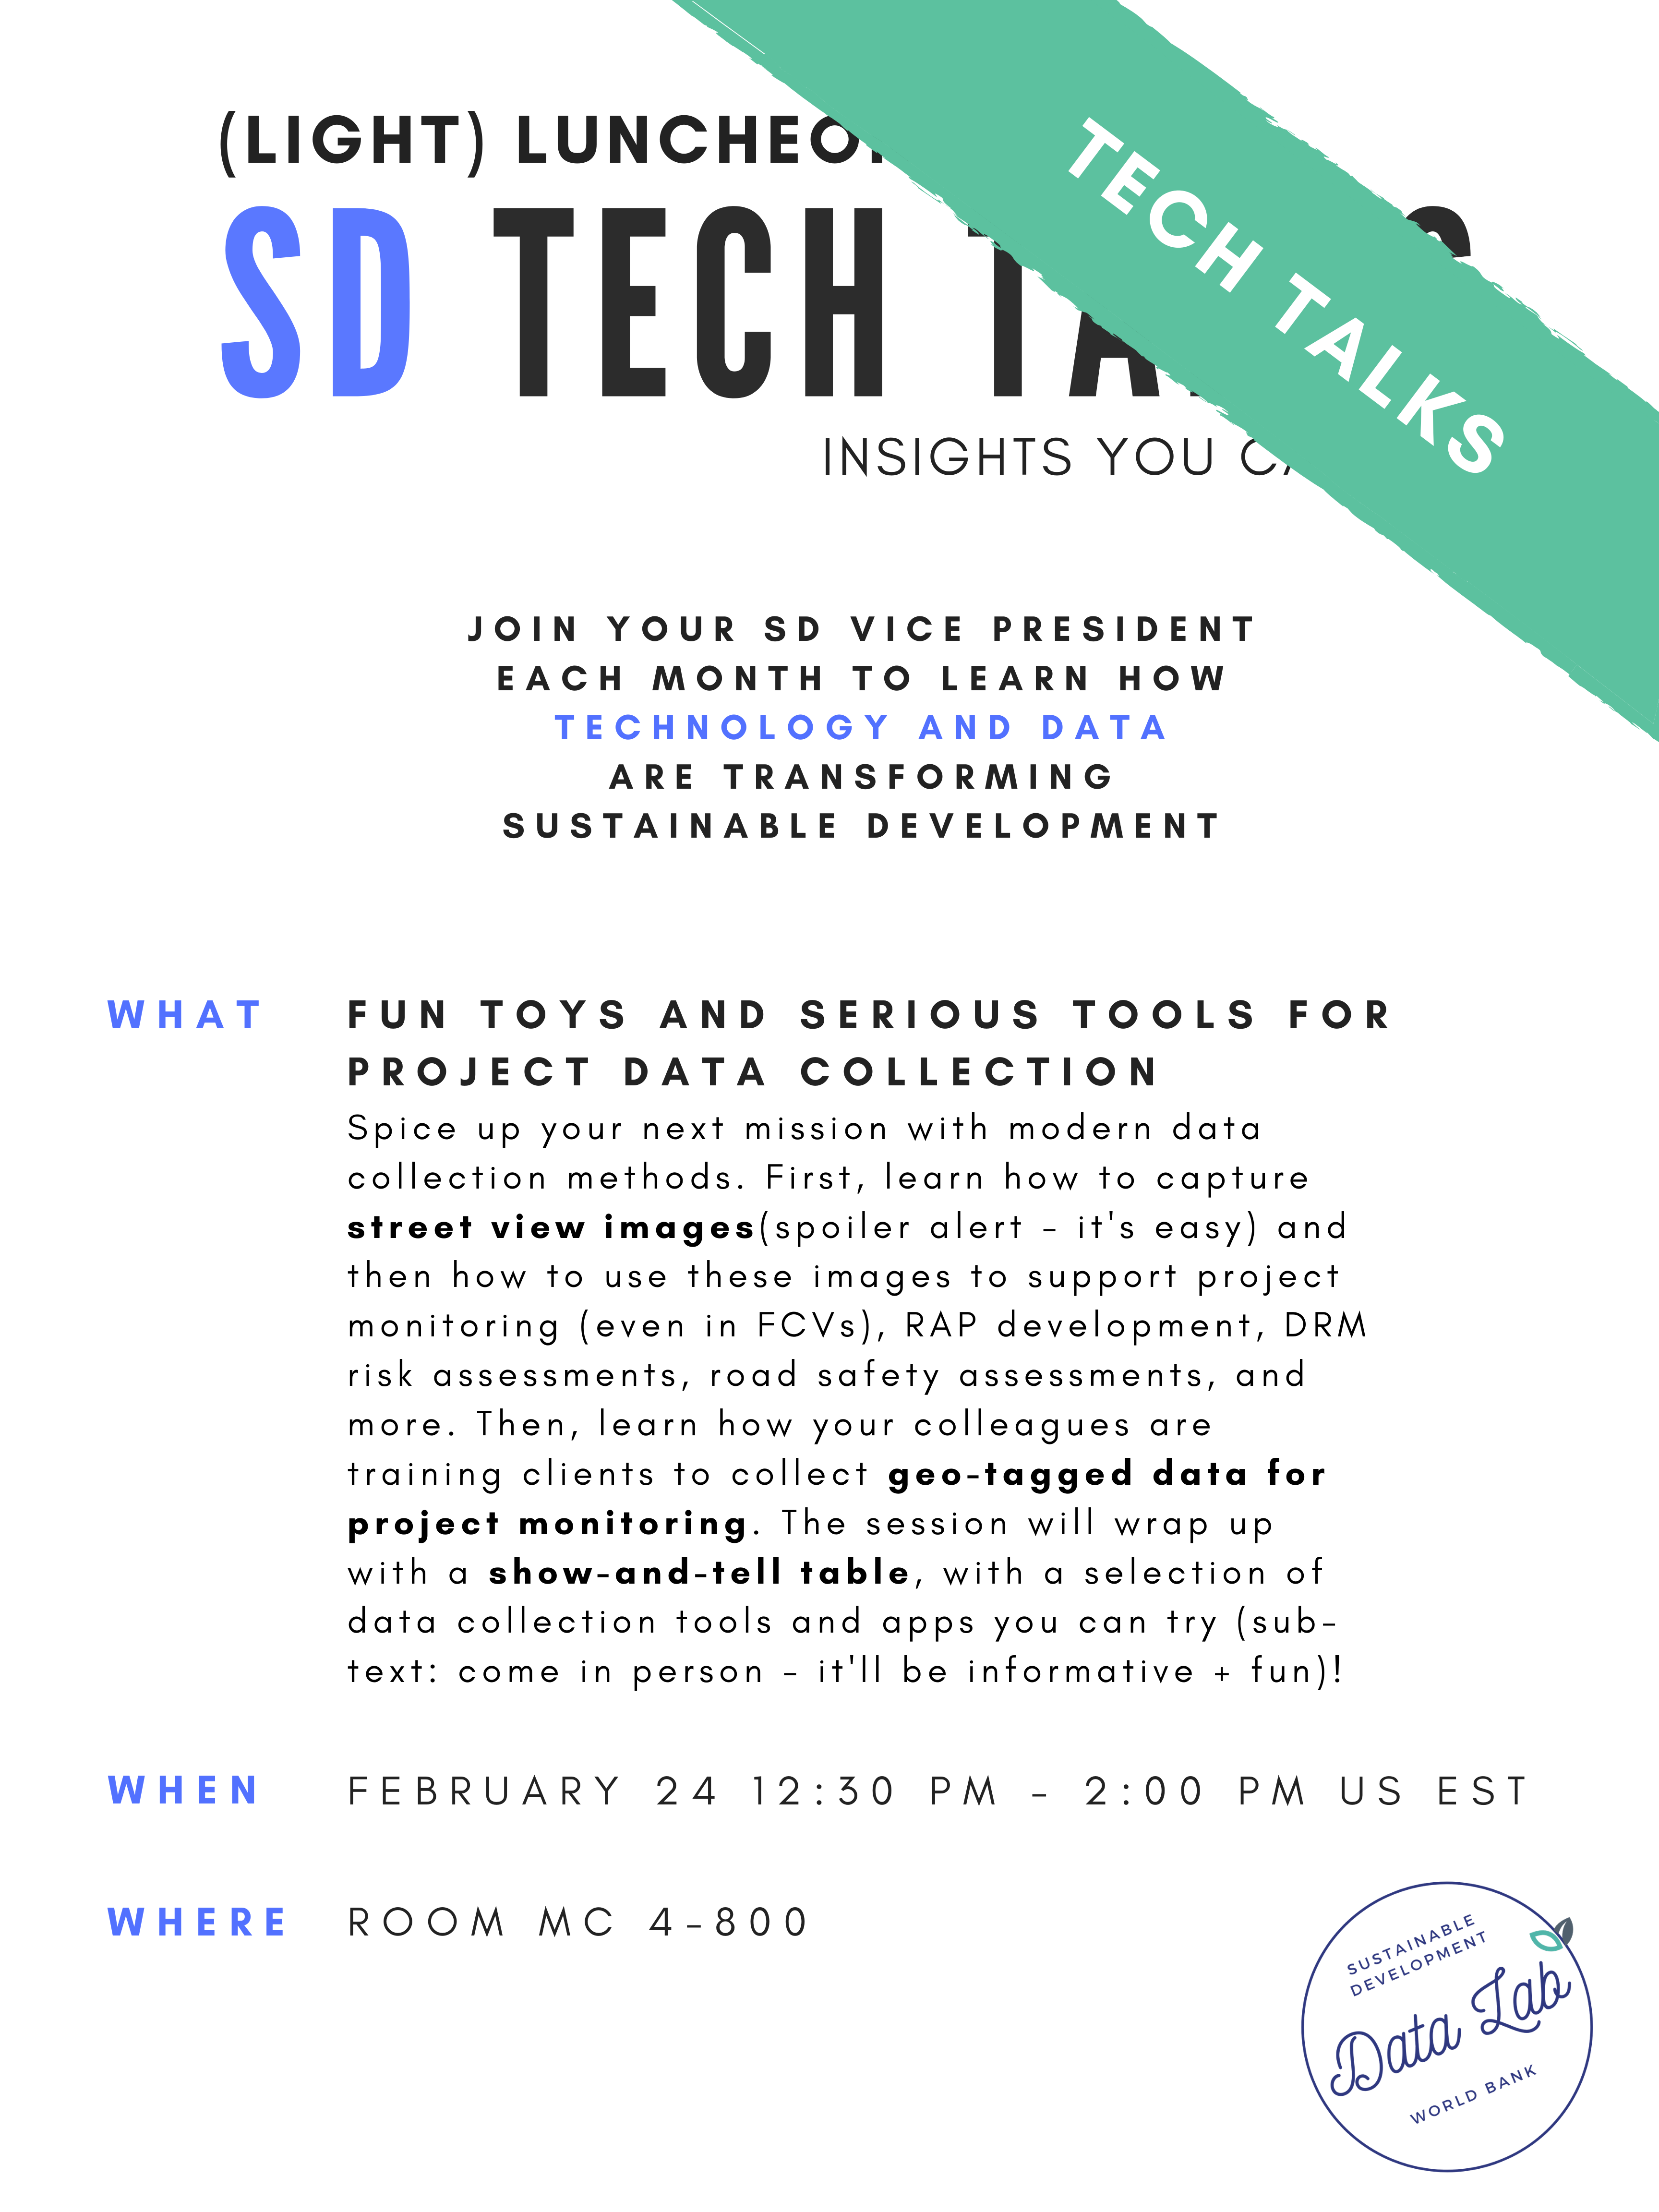 (LIGHT) LUNCHEO
SD TECH TA
INSIGHTS YOU
TECH TALKS
JOIN YOUR SD VICE PRESIDENT
EACH MONTH TO LEARN HOW
TECHNOLOGY AND DATA
ARE TRANSFORMING
SUSTAINABLE DEVELOPMENT
WHAT FUN TOYS AND SERIOUS TOOLS FOR
PROJECT DATA COLLECTION
Spice up your next mission with modern data
collection methods. First, learn how to capture
street view images(spoiler alert - it's easy) and
then how to use these images to support project
monitoring (even in FCVs), RAP development, DRM
risk assessments, road safety assessments, and
more. Then, learn how your colleagues are
training clients to collect geo-tagged data for
project monitoring. The session will wrap up
with a show-and-tell table, with a selection of
data collection tools and apps you can try (sub-
text: come in person - it'll be informative + fun)!
WHEN FEBRUARY 24 12:30 PM - 2:00 PM US EST
WHERE ROOM MC 4-800
SUSTAINABLE
DEVELOPMENT
Data Lab
WORLD BANK